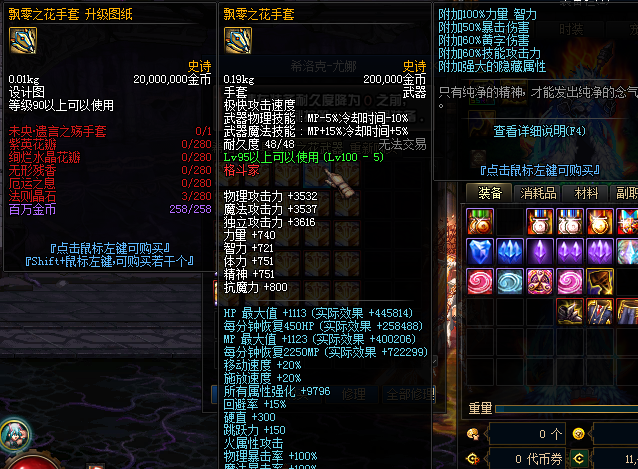 飘零之花手套 升级图纸
史诗
0.01kg
20,000,000金币
设计图
等级90以上可以使用
未央·遗言之殇手套 0/1
紫英花瓣 0/280
绚烂水晶花瓣 0/280
无形残香 0/280
厄运之息 0/280
法则晶石 3/280
百万金币 258/258
『点击鼠标左键可购买』
『Shift+鼠标左键,可购买若干个』
飘零之花手套
史诗
0.19kg
200,000金币
手套
武器
极快攻击速度
武器物理技能 : MP-5%冷却时间-10%
武器魔法技能 : MP+15%冷却时间+5%
耐久度 48/48
无法交易
Lv95以上可以使用 (Lv100 - 5)
格斗家
物理攻击力 +3532
魔法攻击力 +3537
独立攻击力 +3616
力量 +740
智力 +721
体力 +751
精神 +751
抗魔力 +800
HP 最大值 +1113 (实际效果 +445814)
每分钟恢复450HP (实际效果 +258488)
MP 最大值 +1123 (实际效果 +400206)
每分钟恢复2250MP (实际效果 +722299)
移动速度 +20%
施放速度 +20%
所有属性强化 +9796
回避率 +15%
硬直 +300
跳跃力 +150
火属性攻击
物理暴击率 +100%
魔法暴击率 +100%
附加100%力量 智力
附加50%暴击伤害
附加60%黄字伤害
附加60%技能攻击力
附加强大的隐藏属性
只有纯净的精神, 才能发出纯净的念气
。
查看详细说明(F4)
『点击鼠标左键可购买』
装备
消耗品
材料
副职
修理
全部修理
重量
0 个
0 代币券
11,